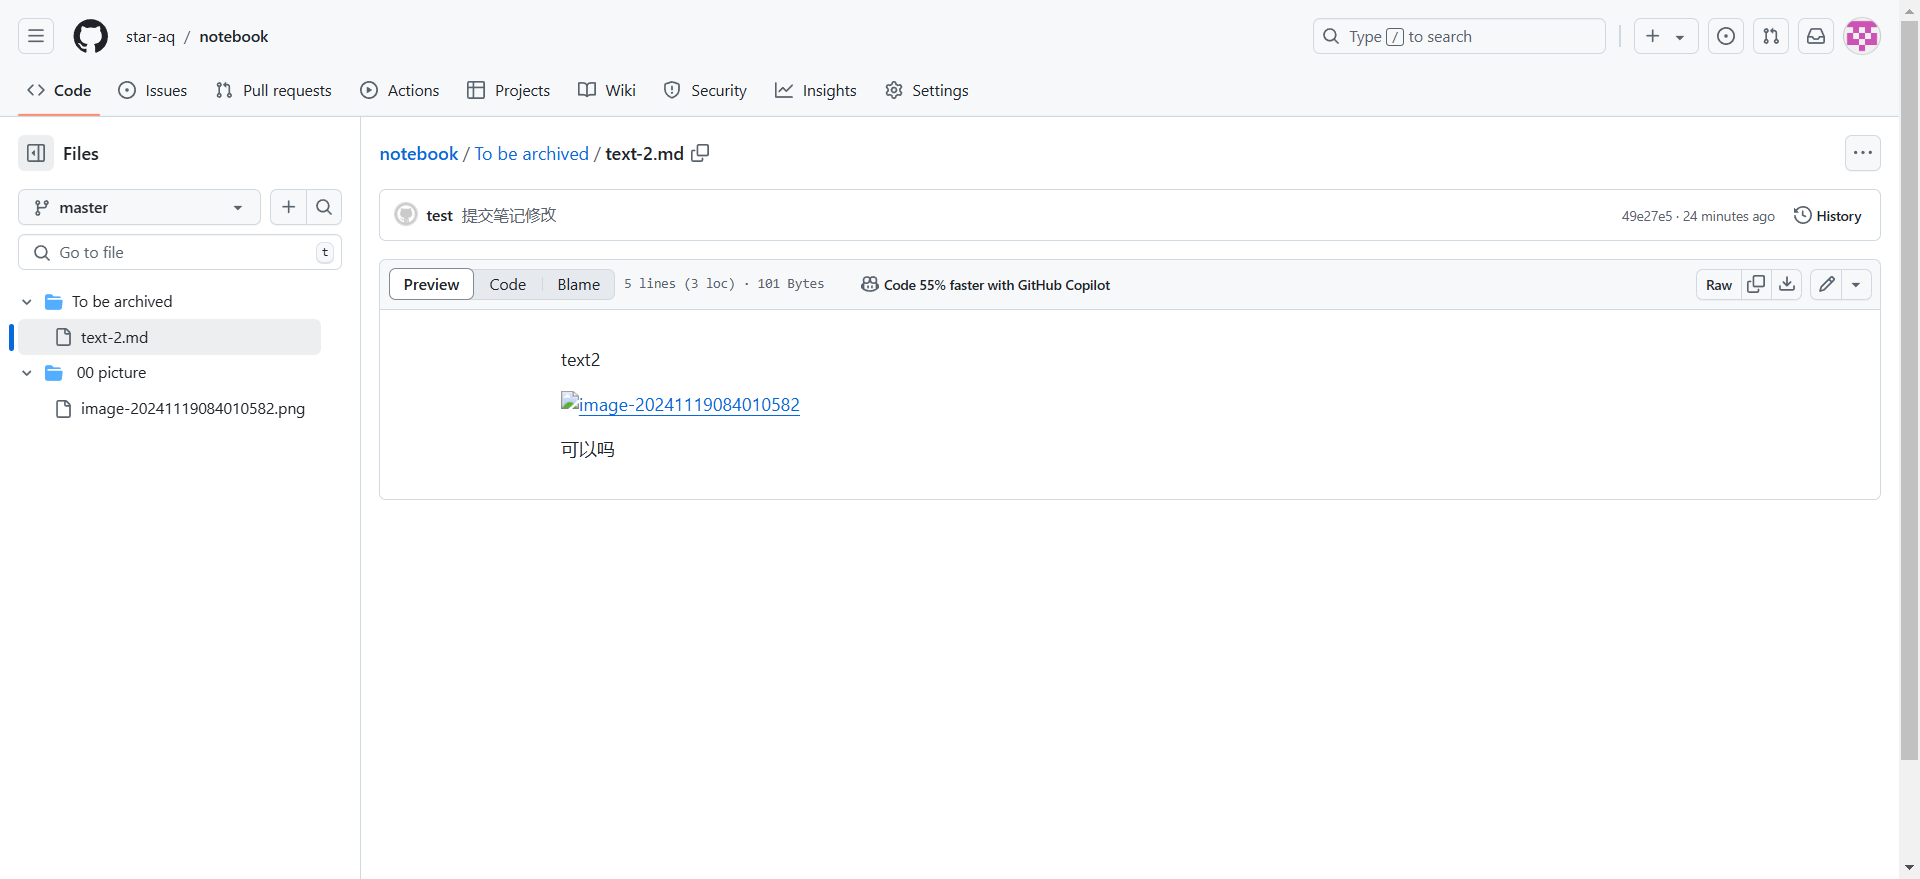 star-aq / notebook
Type / to search
Code
Issues
Pull requests
Actions
Projects
Wiki
Security
Insights
Settings
Files
notebook / To be archived / text-2.md
master
test 提交笔记修改
49e27e5 · 24 minutes ago
History
Go to file
t
Preview
Code
Blame
5 lines (3 loc) · 101 Bytes
Code 55% faster with GitHub Copilot
Raw
To be archived
text-2.md
00 picture
image-20241119084010582.png
text2
image-20241119084010582
可以吗